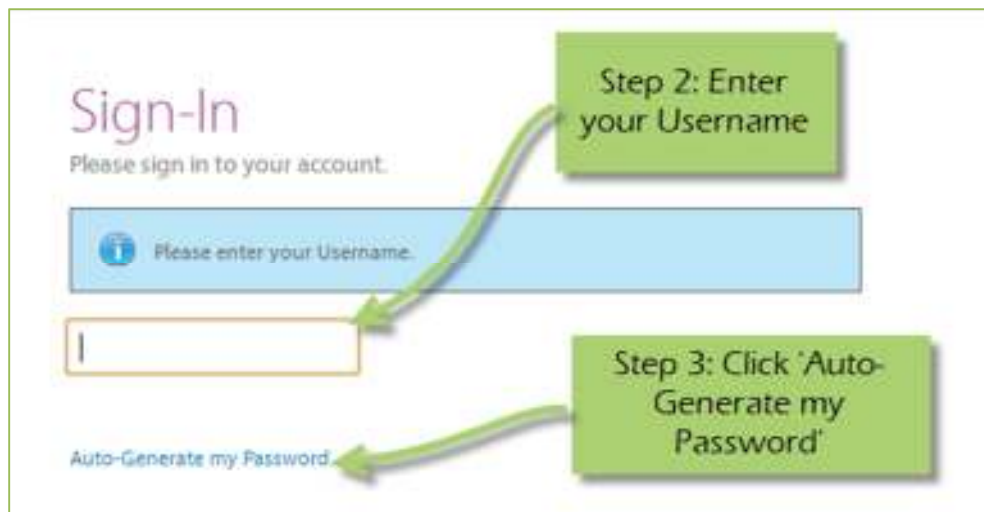 Sign-In
Please sign in to your account.
Step 2: Enter
your Username
Please enter your Username.
Step 3: Click 'Auto-
Generate my
Password'
Auto-Generate my Password